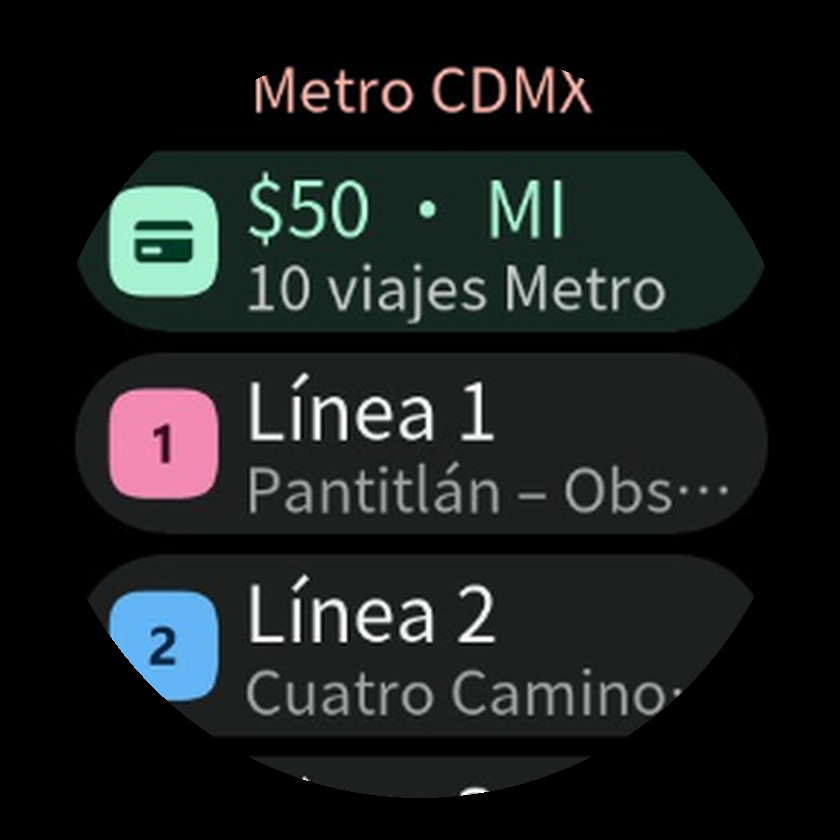 Metro CDMX
$50 • MI
10 viajes Metro
1
Línea 1
Pantitlán – Obs···
2
Línea 2
Cuatro Camino